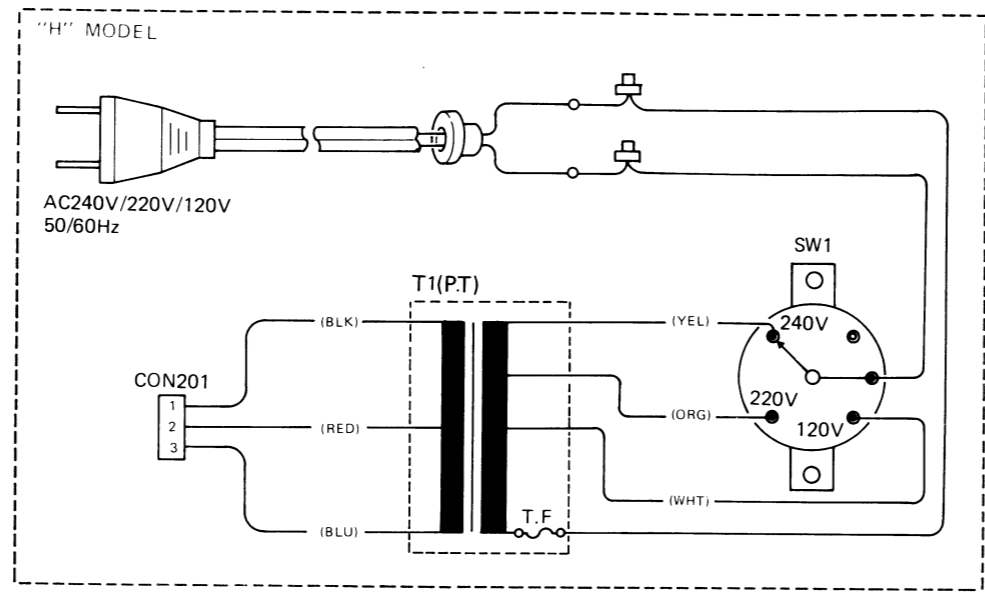 "H" MODEL
AC240V/220V/120V
50/60Hz
SW1
T1(P.T)
(BLK)
(YEL)
240V
CON201
1
2
3
(RED)
(ORG)
220V
120V
(WHT)
T.F
(BLU)